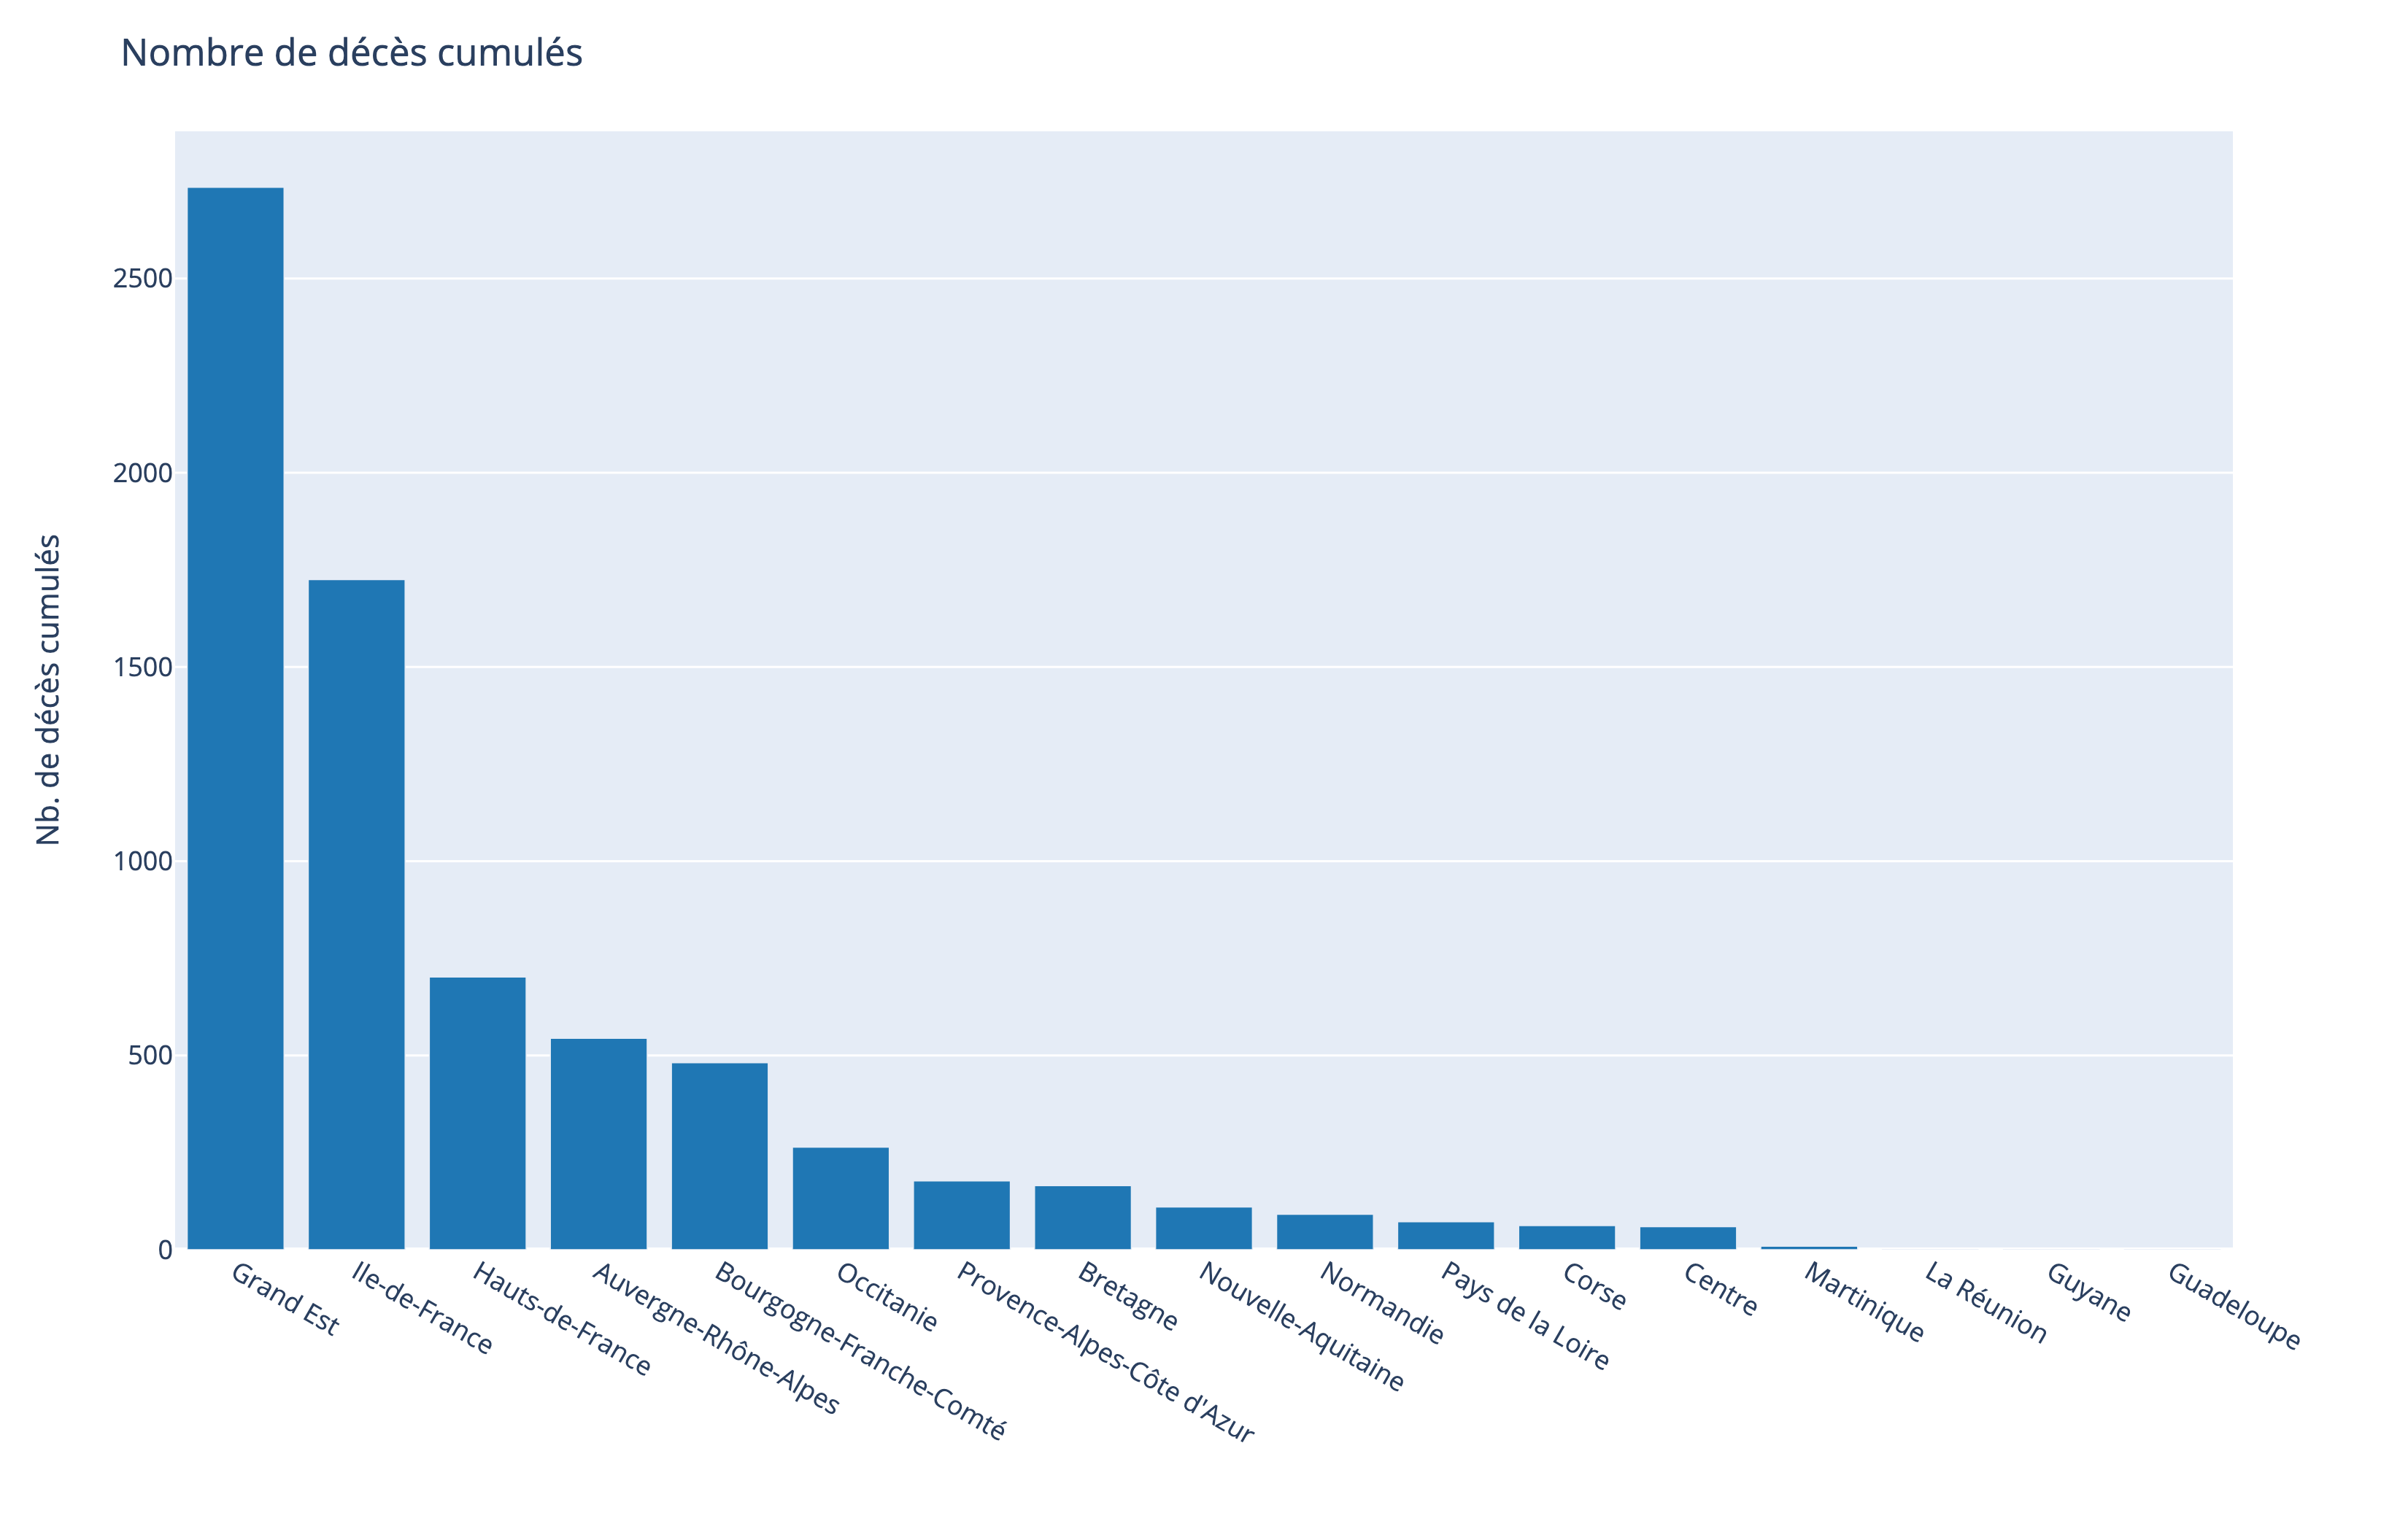 Nombre de décès cumulés
Nb. de décès cumulés
2500
2000
1500
1000
500
0
Grand Est
Ile-de-France
Hauts-de-France
Auvergne-Rhône-Alpes
Bourgogne-Franche-Comté
Occitanie
Provence-Alpes-Côte d'Azur
Bretagne
Nouvelle-Aquitaine
Normandie
Pays de la Loire
Corse
Centre
Martinique
La Réunion
Guyane
Guadeloupe